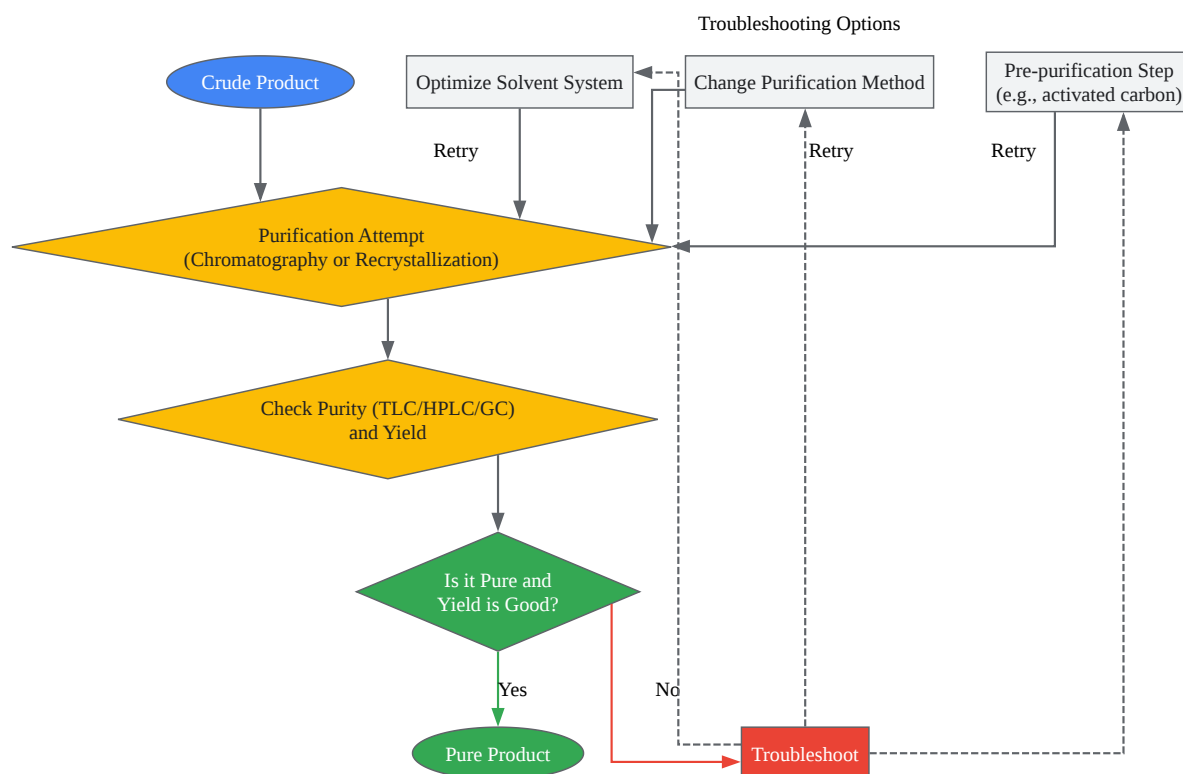 Troubleshooting Options
Crude Product
Optimize Solvent System
Change Purification Method
Pre-purification Step
(e.g., activated carbon)
Retry
Retry
Retry
Purification Attempt
(Chromatography or Recrystallization)
Check Purity (TLC/HPLC/GC)
and Yield
Is it Pure and
Yield is Good?
Yes
No
Pure Product
Troubleshoot